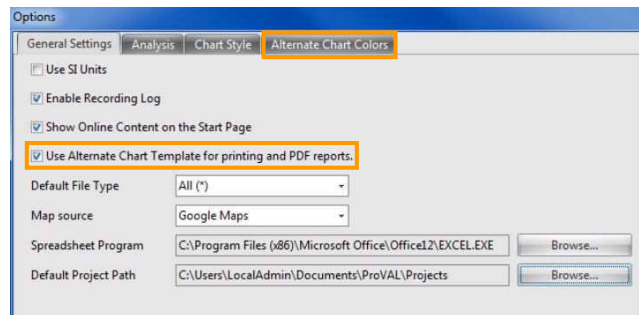 Options
General Settings Analysis Chart Style Alternate Chart Colors
Use SI Units
Enable Recording Log
Show Online Content on the Start Page
Use Alternate Chart Template for printing and PDF reports.
Default File Type All (*)
Map source Google Maps
Spreadsheet Program C:\Program Files (x86)\Microsoft Office\Office12\EXCEL.EXE Browse...
Default Project Path C:\Users\LocalAdmin\Documents\ProVAL\Projects Browse...